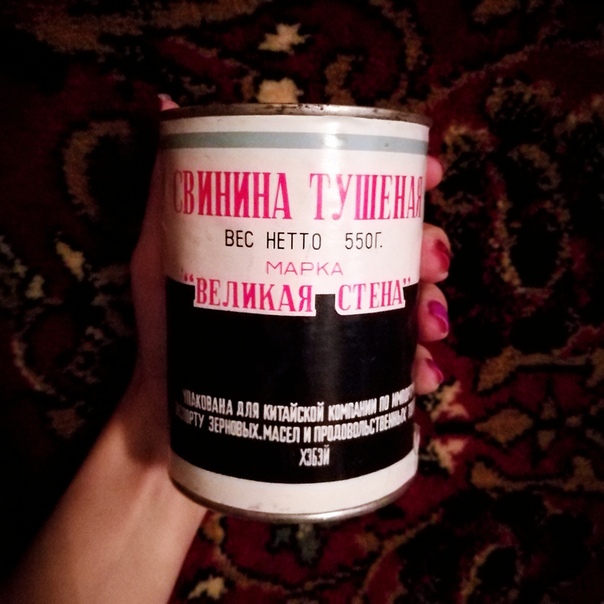 СВИНИНА ТУШЕНАЯ
ВЕС НЕТТО 550Г.
МАРКА
"ВЕЛИКАЯ СТЕНА"
УПАКОВАНА ДЛЯ КИТАЙСКОЙ КОМПАНИИ ПО
ЗЕРНОВЫХ.МАСЕЛ И ПРОДОВОЛЬСТВЕННЫХ
ХЭБЭЙ